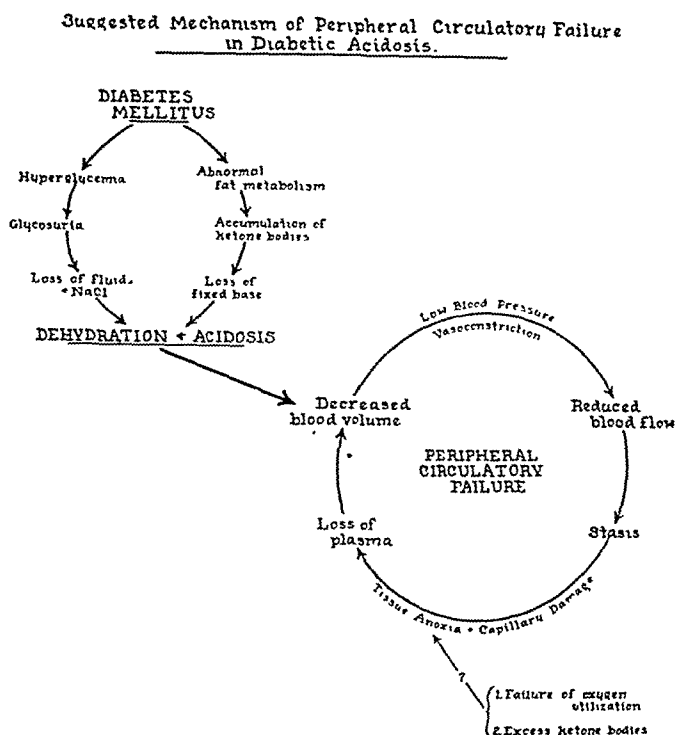 Suggested Mechanism of Peripheral Circulatory Failure
in Diabetic Acidosis.
DIABETES
MELLITUS
Hyperglycemia
Glycosuria
Loss of fluid.
+ NaCl
Abnormal
fat metabolism
Accumulation of
ketone bodies
Loss of
fixed base
DEHYDRATION + ACIDOSIS
Low Blood Pressure
Vasoconstriction
Decreased
blood volume
Reduced
blood flow
PERIPHERAL
CIRCULATORY
FAILURE
Loss of
plasma
Stasis
Tissue Anoxia + Capillary Damage
?
1. Failure of oxygen
utilization
2. Excess ketone bodies